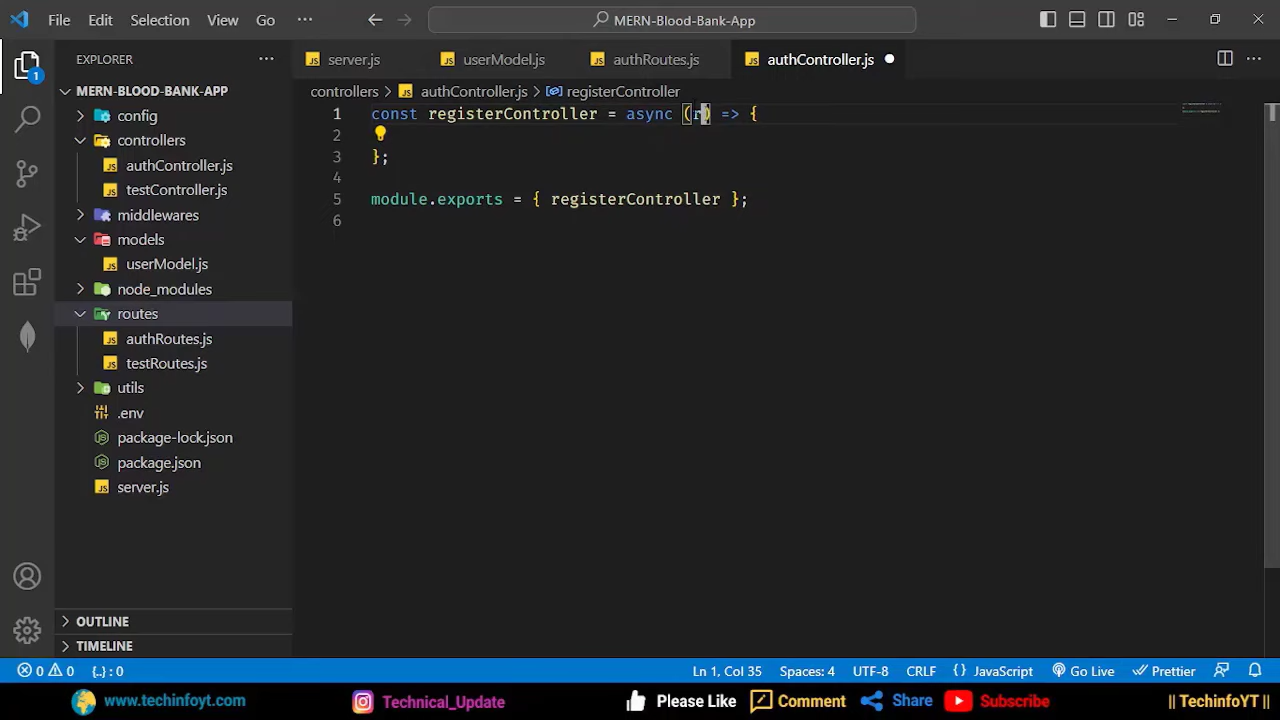 File Edit Selection View Go ··· MERN-Blood-Bank-App
EXPLORER ···
server.js userModel.js authRoutes.js authController.js
MERN-BLOOD-BANK-APP
controllers > authController.js > registerController
config
controllers
authController.js
testController.js
middlewares
models
userModel.js
node_modules
routes
authRoutes.js
testRoutes.js
utils
.env
package-lock.json
package.json
server.js
OUTLINE
TIMELINE
1 const registerController = async (r) => {
2
3 };
4
5 module.exports = { registerController };
6
1
0 0 {..} : 0 Ln 1, Col 35 Spaces: 4 UTF-8 CRLF {} JavaScript Go Live Prettier
www.techinfoyt.com Technical_Update Please Like Comment Share Subscribe || TechinfoYT ||